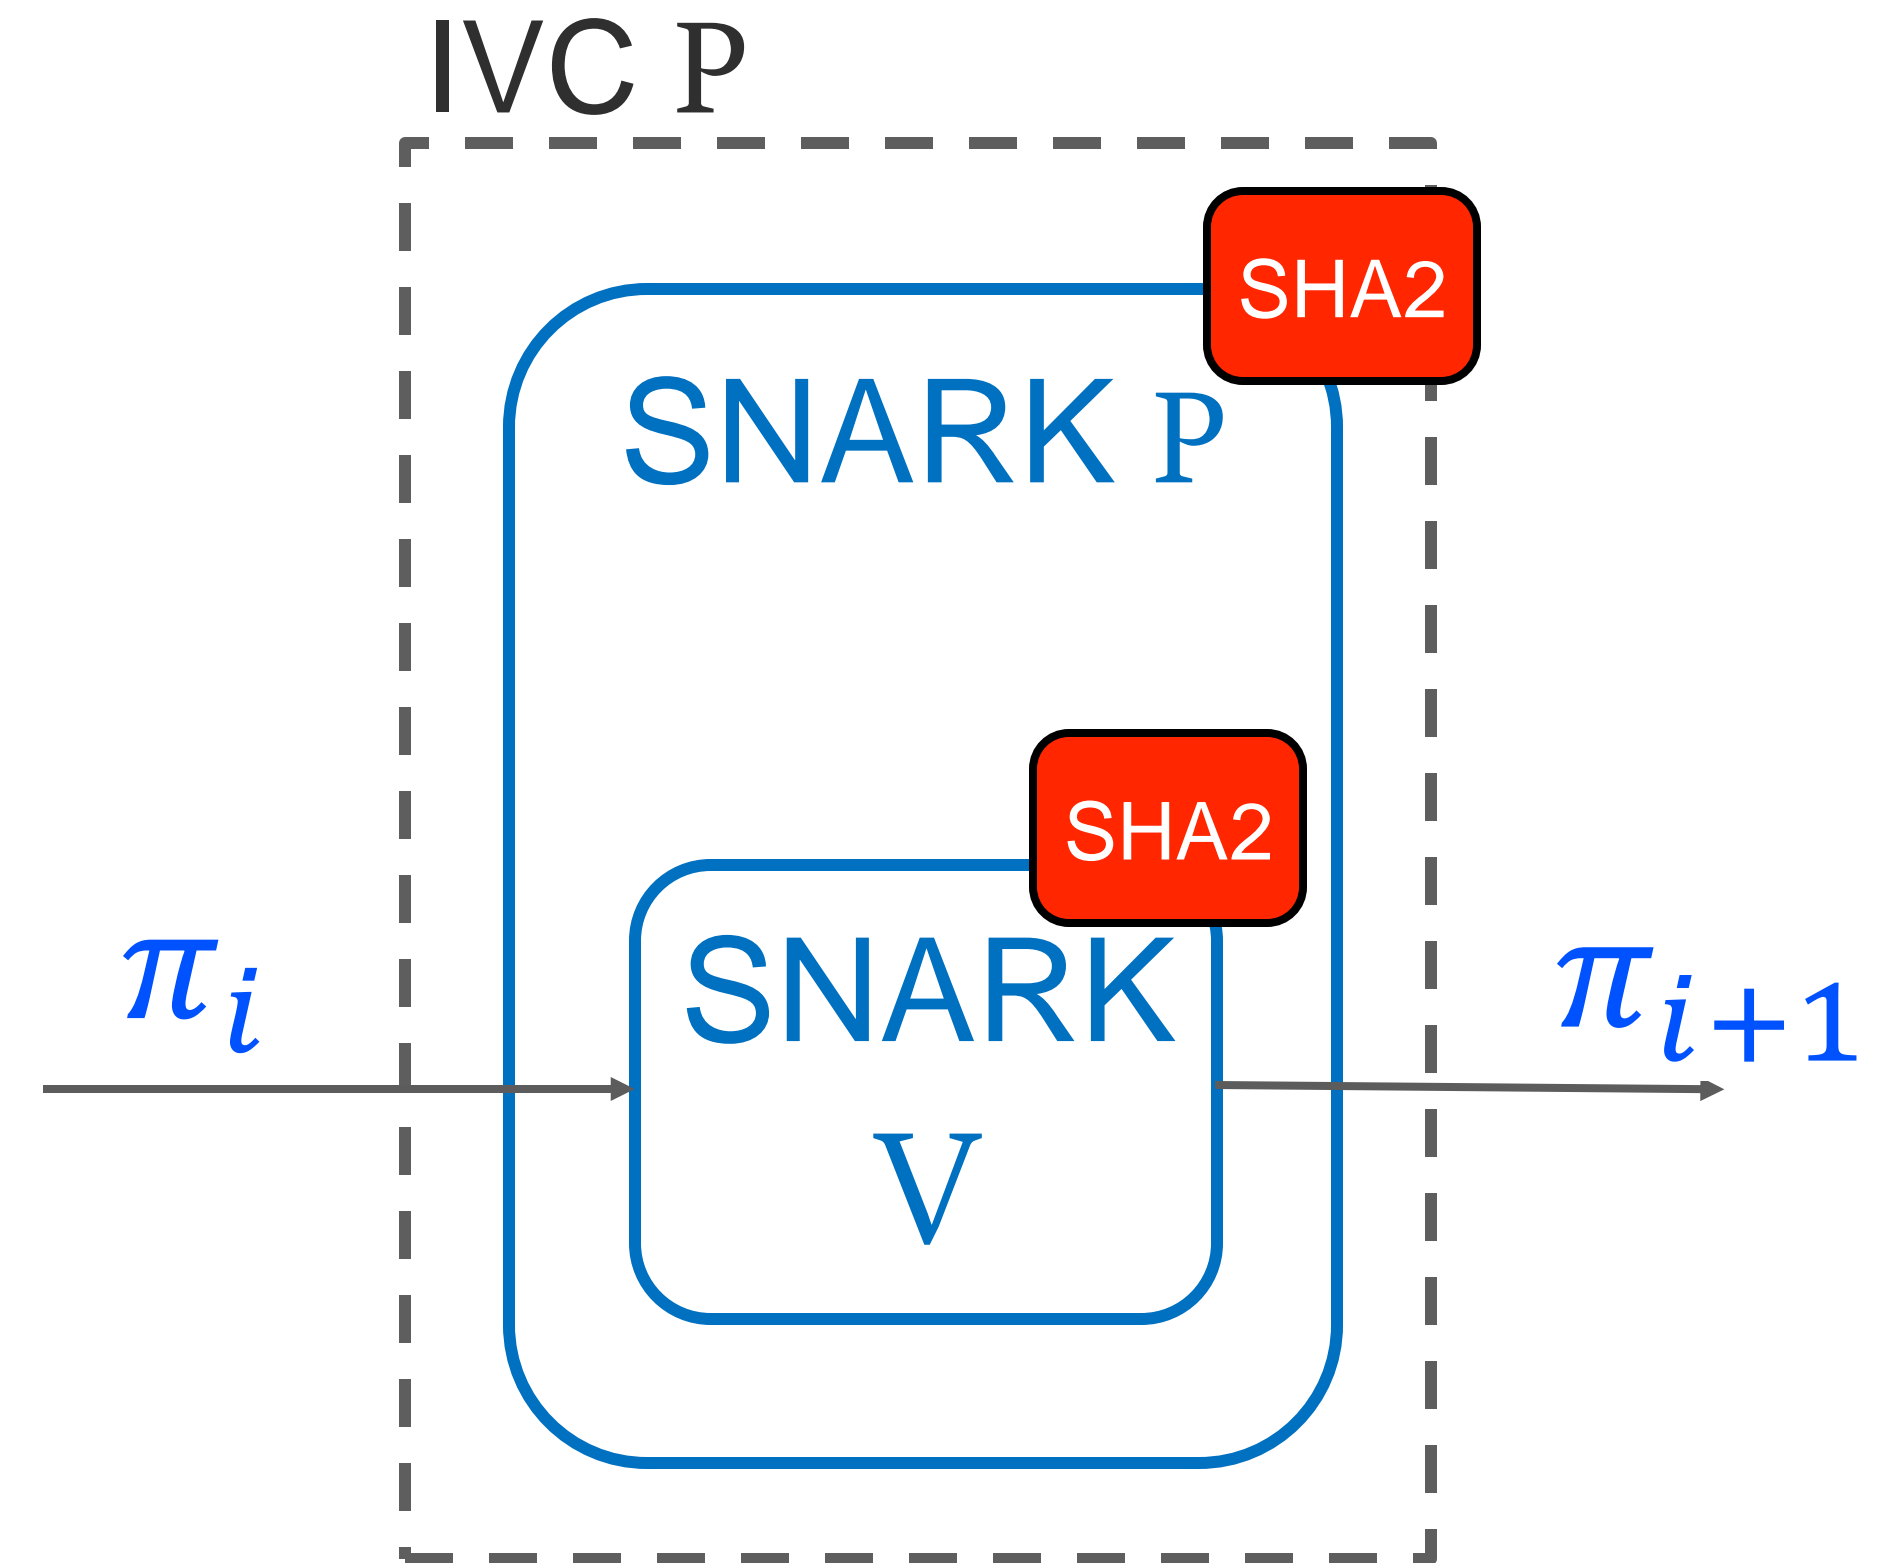 IVC P
SHA2
SNARK P
SHA2
SNARK
V
π_i
π_{i+1}